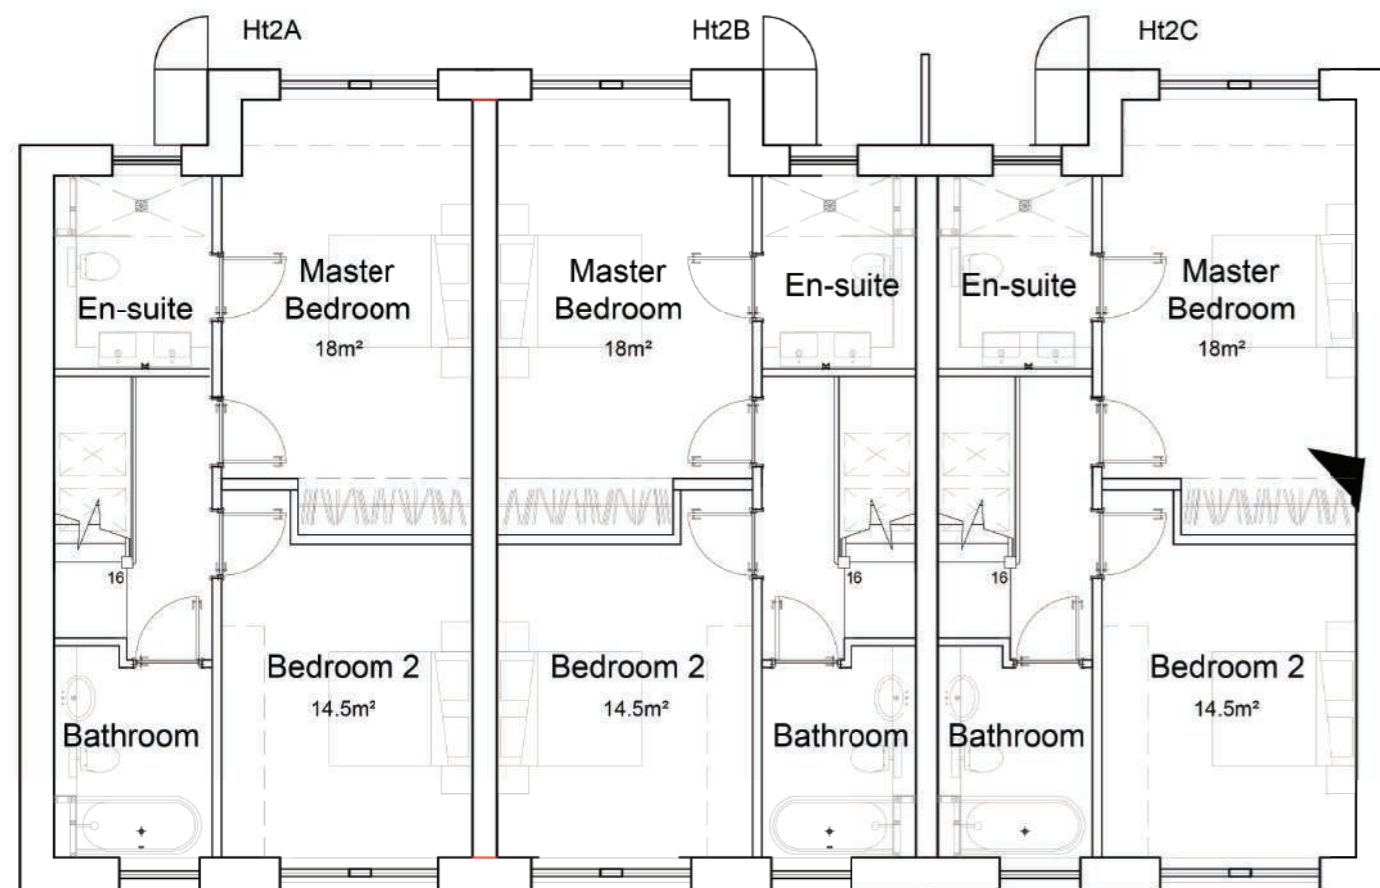 Ht2A
Ht2B
Ht2C
Master
Bedroom
18m²
Master
Bedroom
18m²
Master
Bedroom
18m²
En-suite
En-suite
En-suite
16
16
16
Bedroom 2
14.5m²
Bedroom 2
14.5m²
Bedroom 2
14.5m²
Bathroom
Bathroom
Bathroom